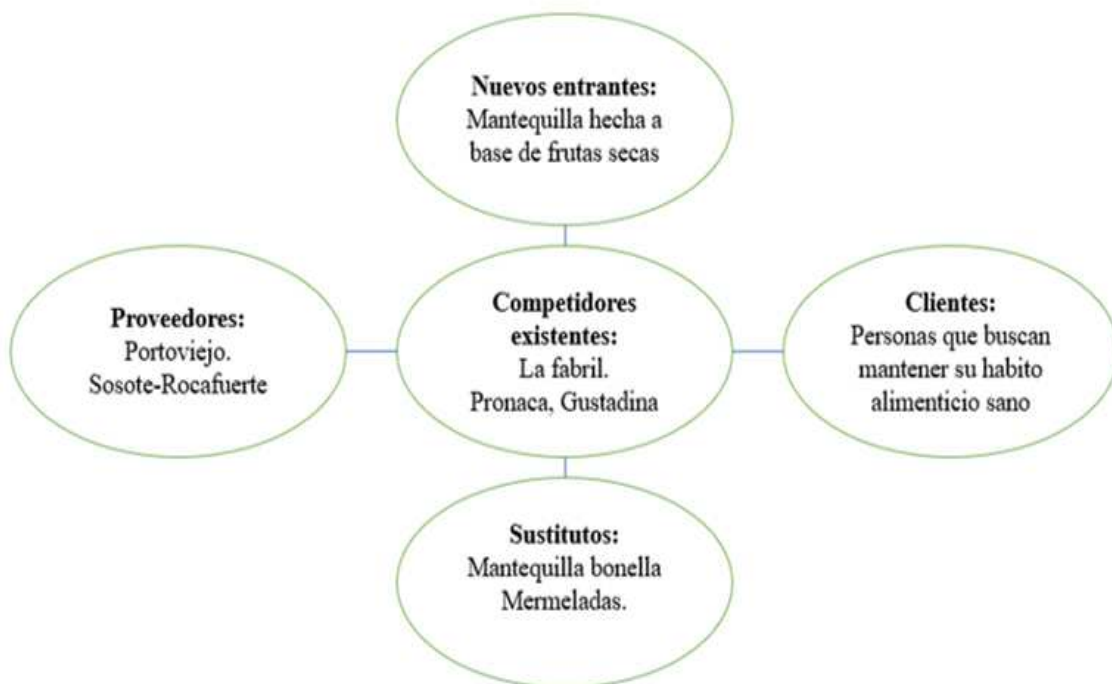 Nuevos entrantes:
Mantequilla hecha a
base de frutas secas
Proveedores:
Portoviejo.
Sosote-Rocafuerte
Competidores
existentes:
La fabril.
Pronaca, Gustadina
Clientes:
Personas que buscan
mantener su habito
alimenticio sano
Sustitutos:
Mantequilla bonella
Mermeladas.